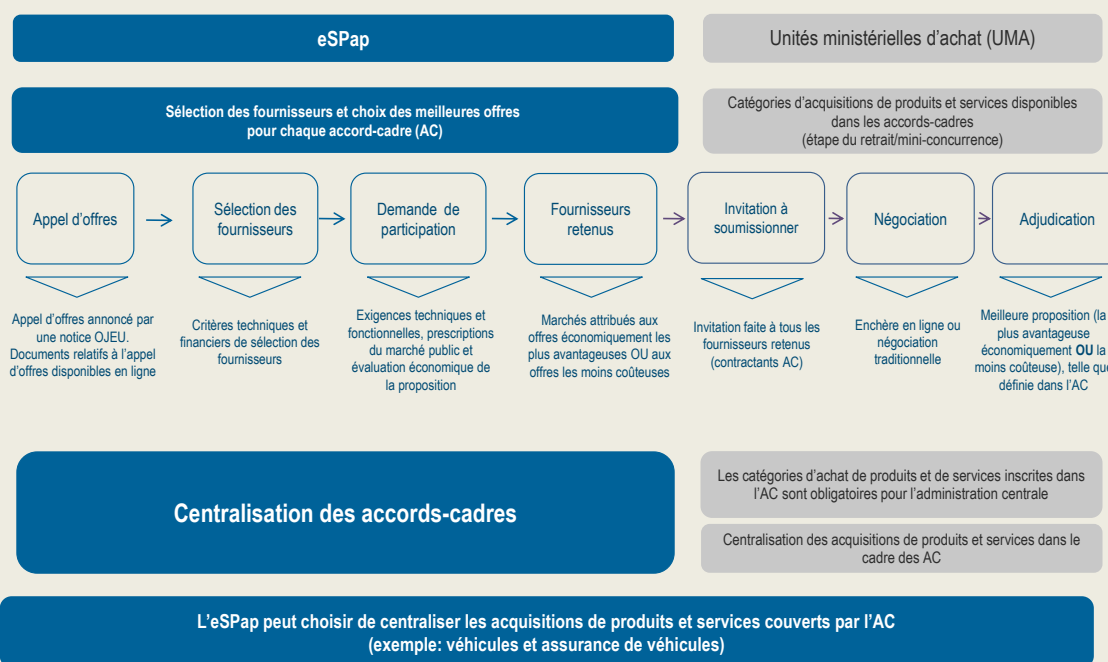 eSPap
Unités ministérielles d'achat (UMA)
Sélection des fournisseurs et choix des meilleures offres
pour chaque accord-cadre (AC)
Catégories d'acquisitions de produits et services disponibles
dans les accords-cadres
(étape du retrait/mini-concurrence)
Appel d'offres
Sélection des
fournisseurs
Demande de
participation
Fournisseurs
retenus
Invitation à
soumissionner
Négociation
Adjudication
Appel d'offres annoncé par
une notice OJEU.
Documents relatifs à l'appel
d'offres disponibles en ligne
Critères techniques et
financiers de sélection des
fournisseurs
Exigences techniques et
fonctionnelles, prescriptions
du marché public et
évaluation économique de
la proposition
Marchés attribués aux
offres économiquement les
plus avantageuses OU aux
offres les moins coûteuses
Invitation faite à tous les
fournisseurs retenus
(contractants AC)
Enchère en ligne ou
négociation
traditionnelle
Meilleure proposition (la
plus avantageuse
économiquement OU la
moins coûteuse), telle que
définie dans l'AC
Centralisation des accords-cadres
Les catégories d'achat de produits et de services inscrites dans
l'AC sont obligatoires pour l'administration centrale
Centralisation des acquisitions de produits et services dans le
cadre des AC
L'eSPap peut choisir de centraliser les acquisitions de produits et services couverts par l'AC
(exemple: véhicules et assurance de véhicules)